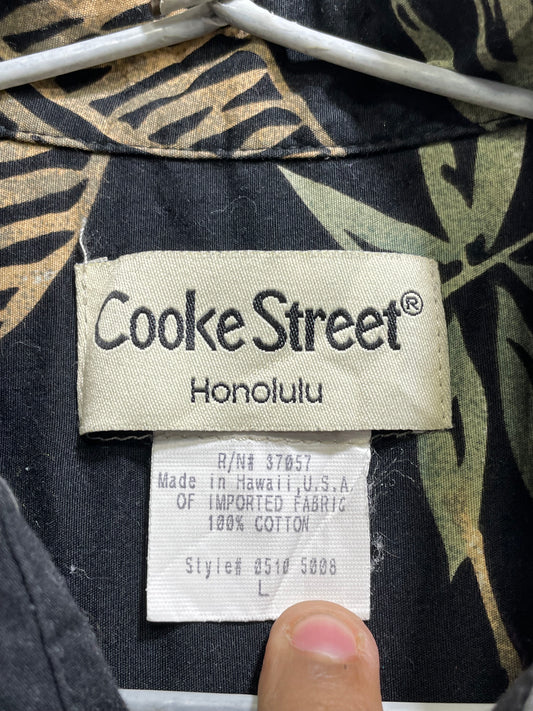 Cooke Street®
Honolulu
R/N# 37057
Made in Hawaii,U.S.A.
OF IMPORTED FABRIC
100% COTTON
Style# 0510 5008
L